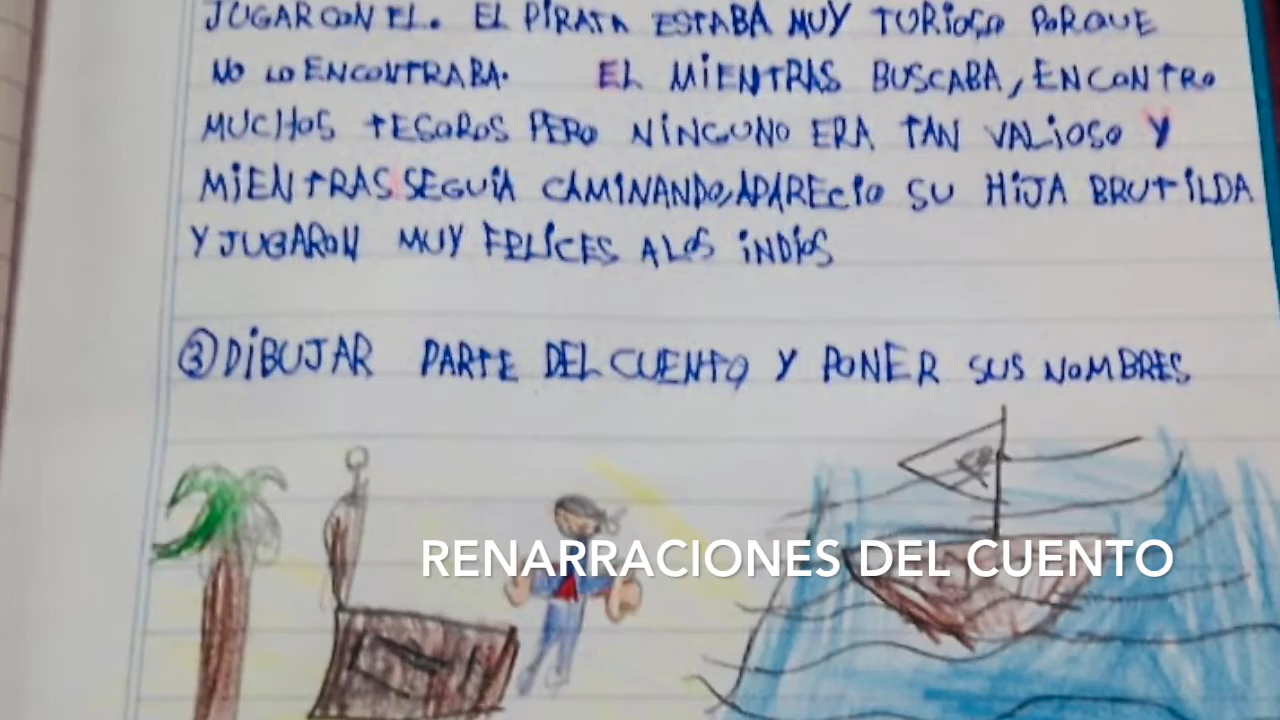 JUGAR CON EL. EL PIRATA ESTABA MUY TURIOSO PORQUE
NO LO ENCONTRABA. EL MIENTRAS BUSCABA, ENCONTRO
MUCHOS TESOROS PERO NINGUNO ERA TAN VALIOSO Y
MIENTRAS SEGUIA CAMINANDO, APARECIO SU HIJA BRUTILDA
Y JUGARON MUY FELICES A LOS INDIOS
③ DIBUJAR PARTE DEL CUENTO Y PONER SUS NOMBRES
RENARRACIONES DEL CUENTO